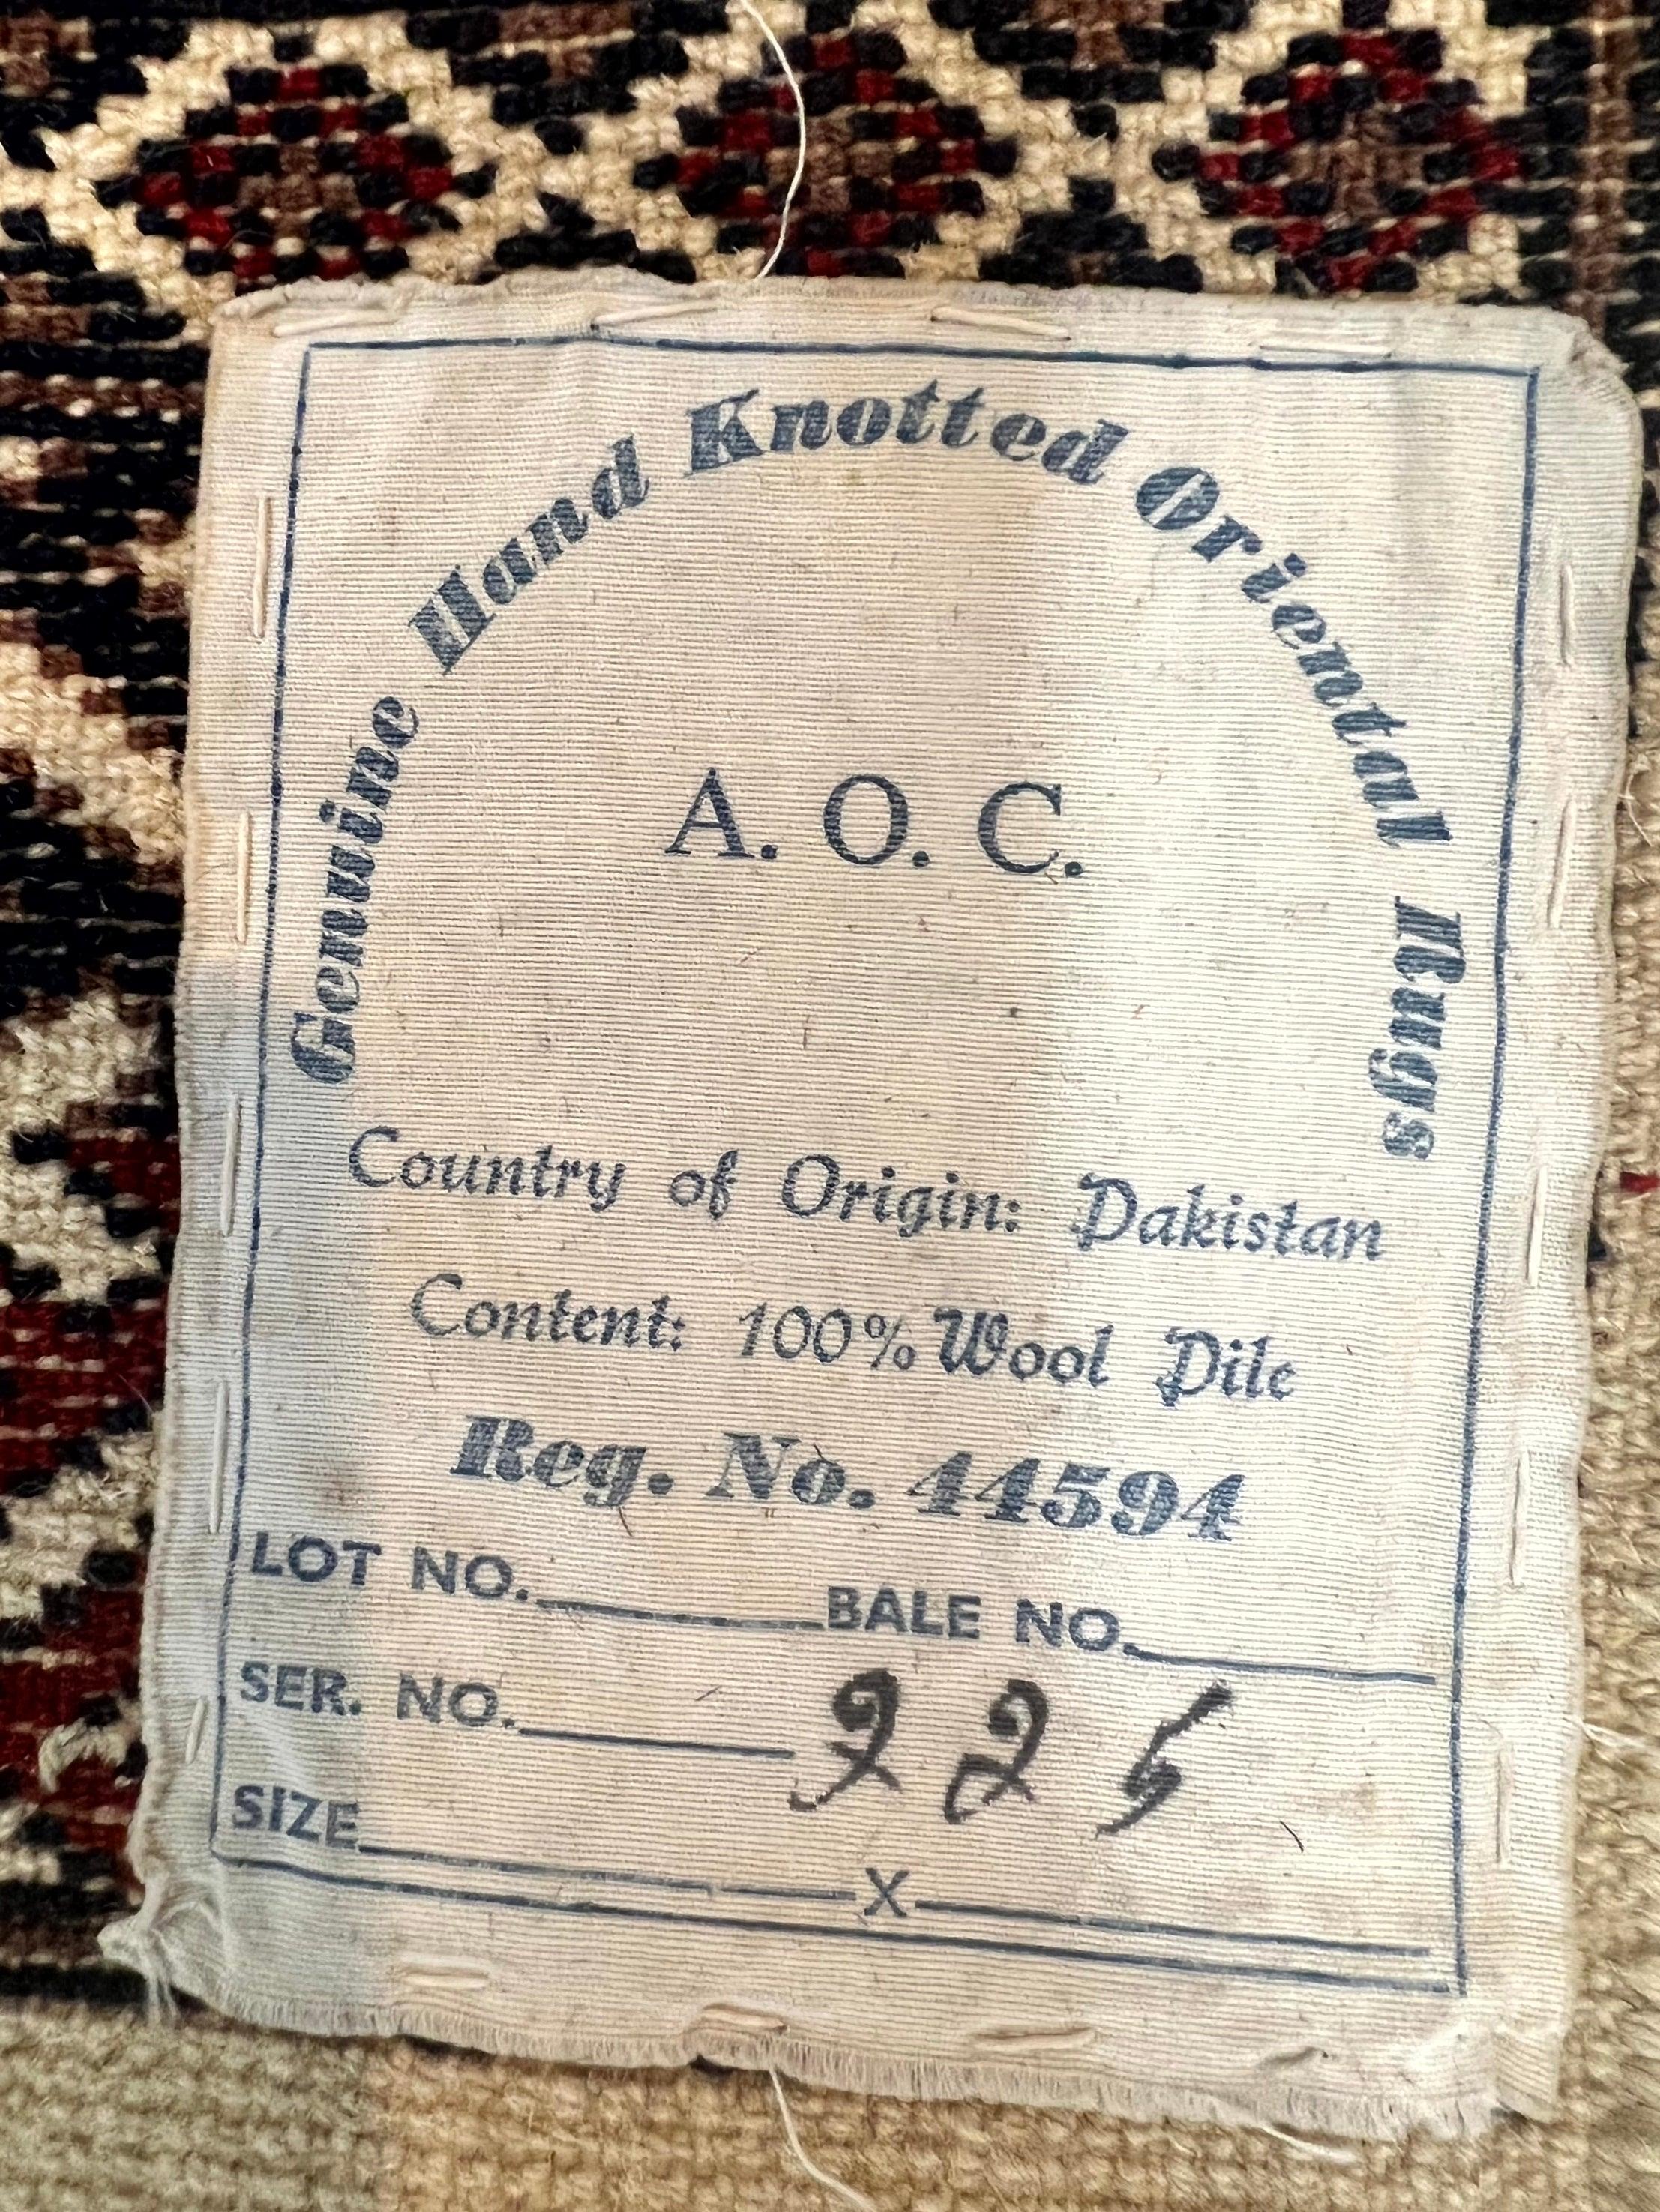 Genuine Hand Knotted Oriental Rugs
A. O. C.
Country of Origin: Pakistan
Content: 100% Wool Pile
Reg. No. 44594
LOT NO. BALE NO.
SER. NO. 225
SIZE X